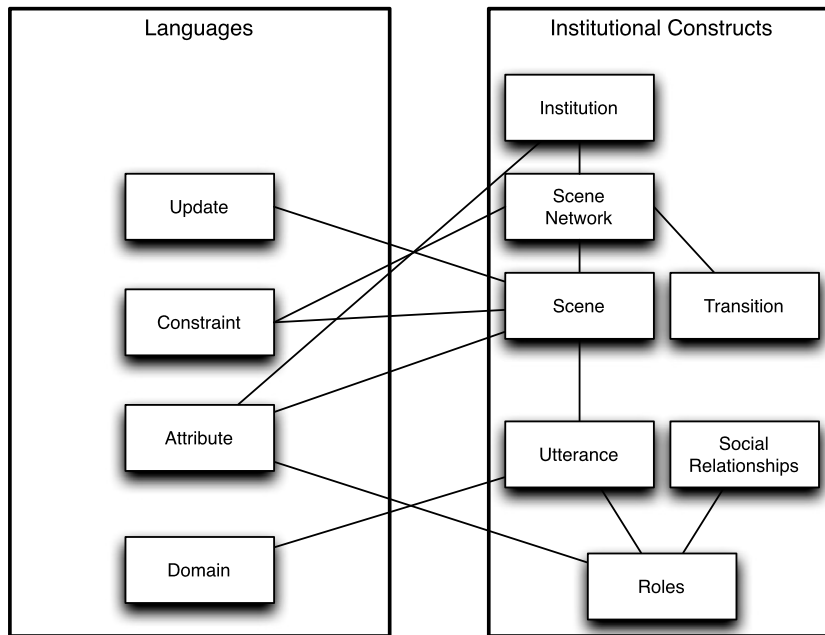 Languages
Institutional Constructs
Institution
Update
Scene
Network
Constraint
Scene
Transition
Attribute
Utterance
Social
Relationships
Domain
Roles